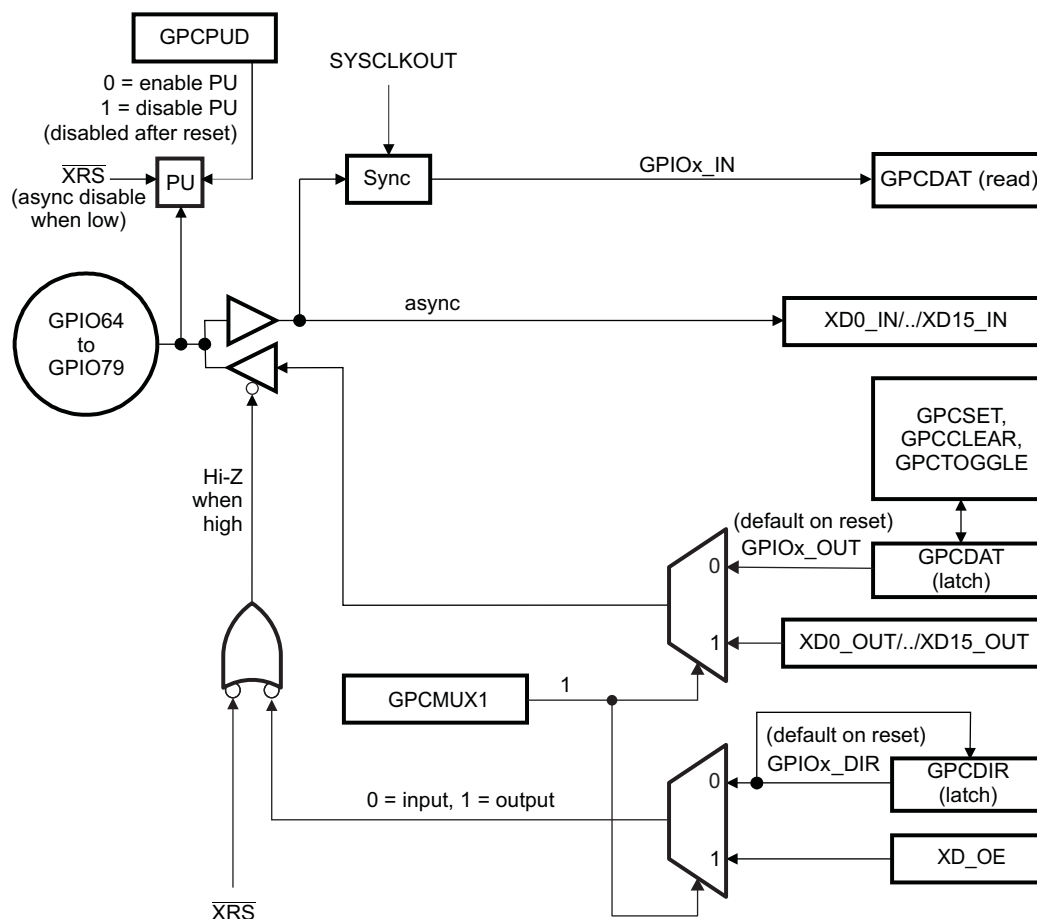 GPCPUD
0 = enable PU
1 = disable PU
(disabled after reset)
SYSCLKOUT
XRS
(async disable
when low)
PU
Sync
GPIOx_IN
GPCDAT (read)
GPIO64
to
GPIO79
async
XD0_IN/../XD15_IN
GPCSET,
GPCCLEAR,
GPCTOGGLE
Hi-Z
when
high
(default on reset)
GPIOx_OUT
0
GPCDAT
(latch)
1
XD0_OUT/../XD15_OUT
GPCMUX1
1
(default on reset)
GPIOx_DIR
0
GPCDIR
(latch)
0 = input, 1 = output
1
XD_OE
XRS